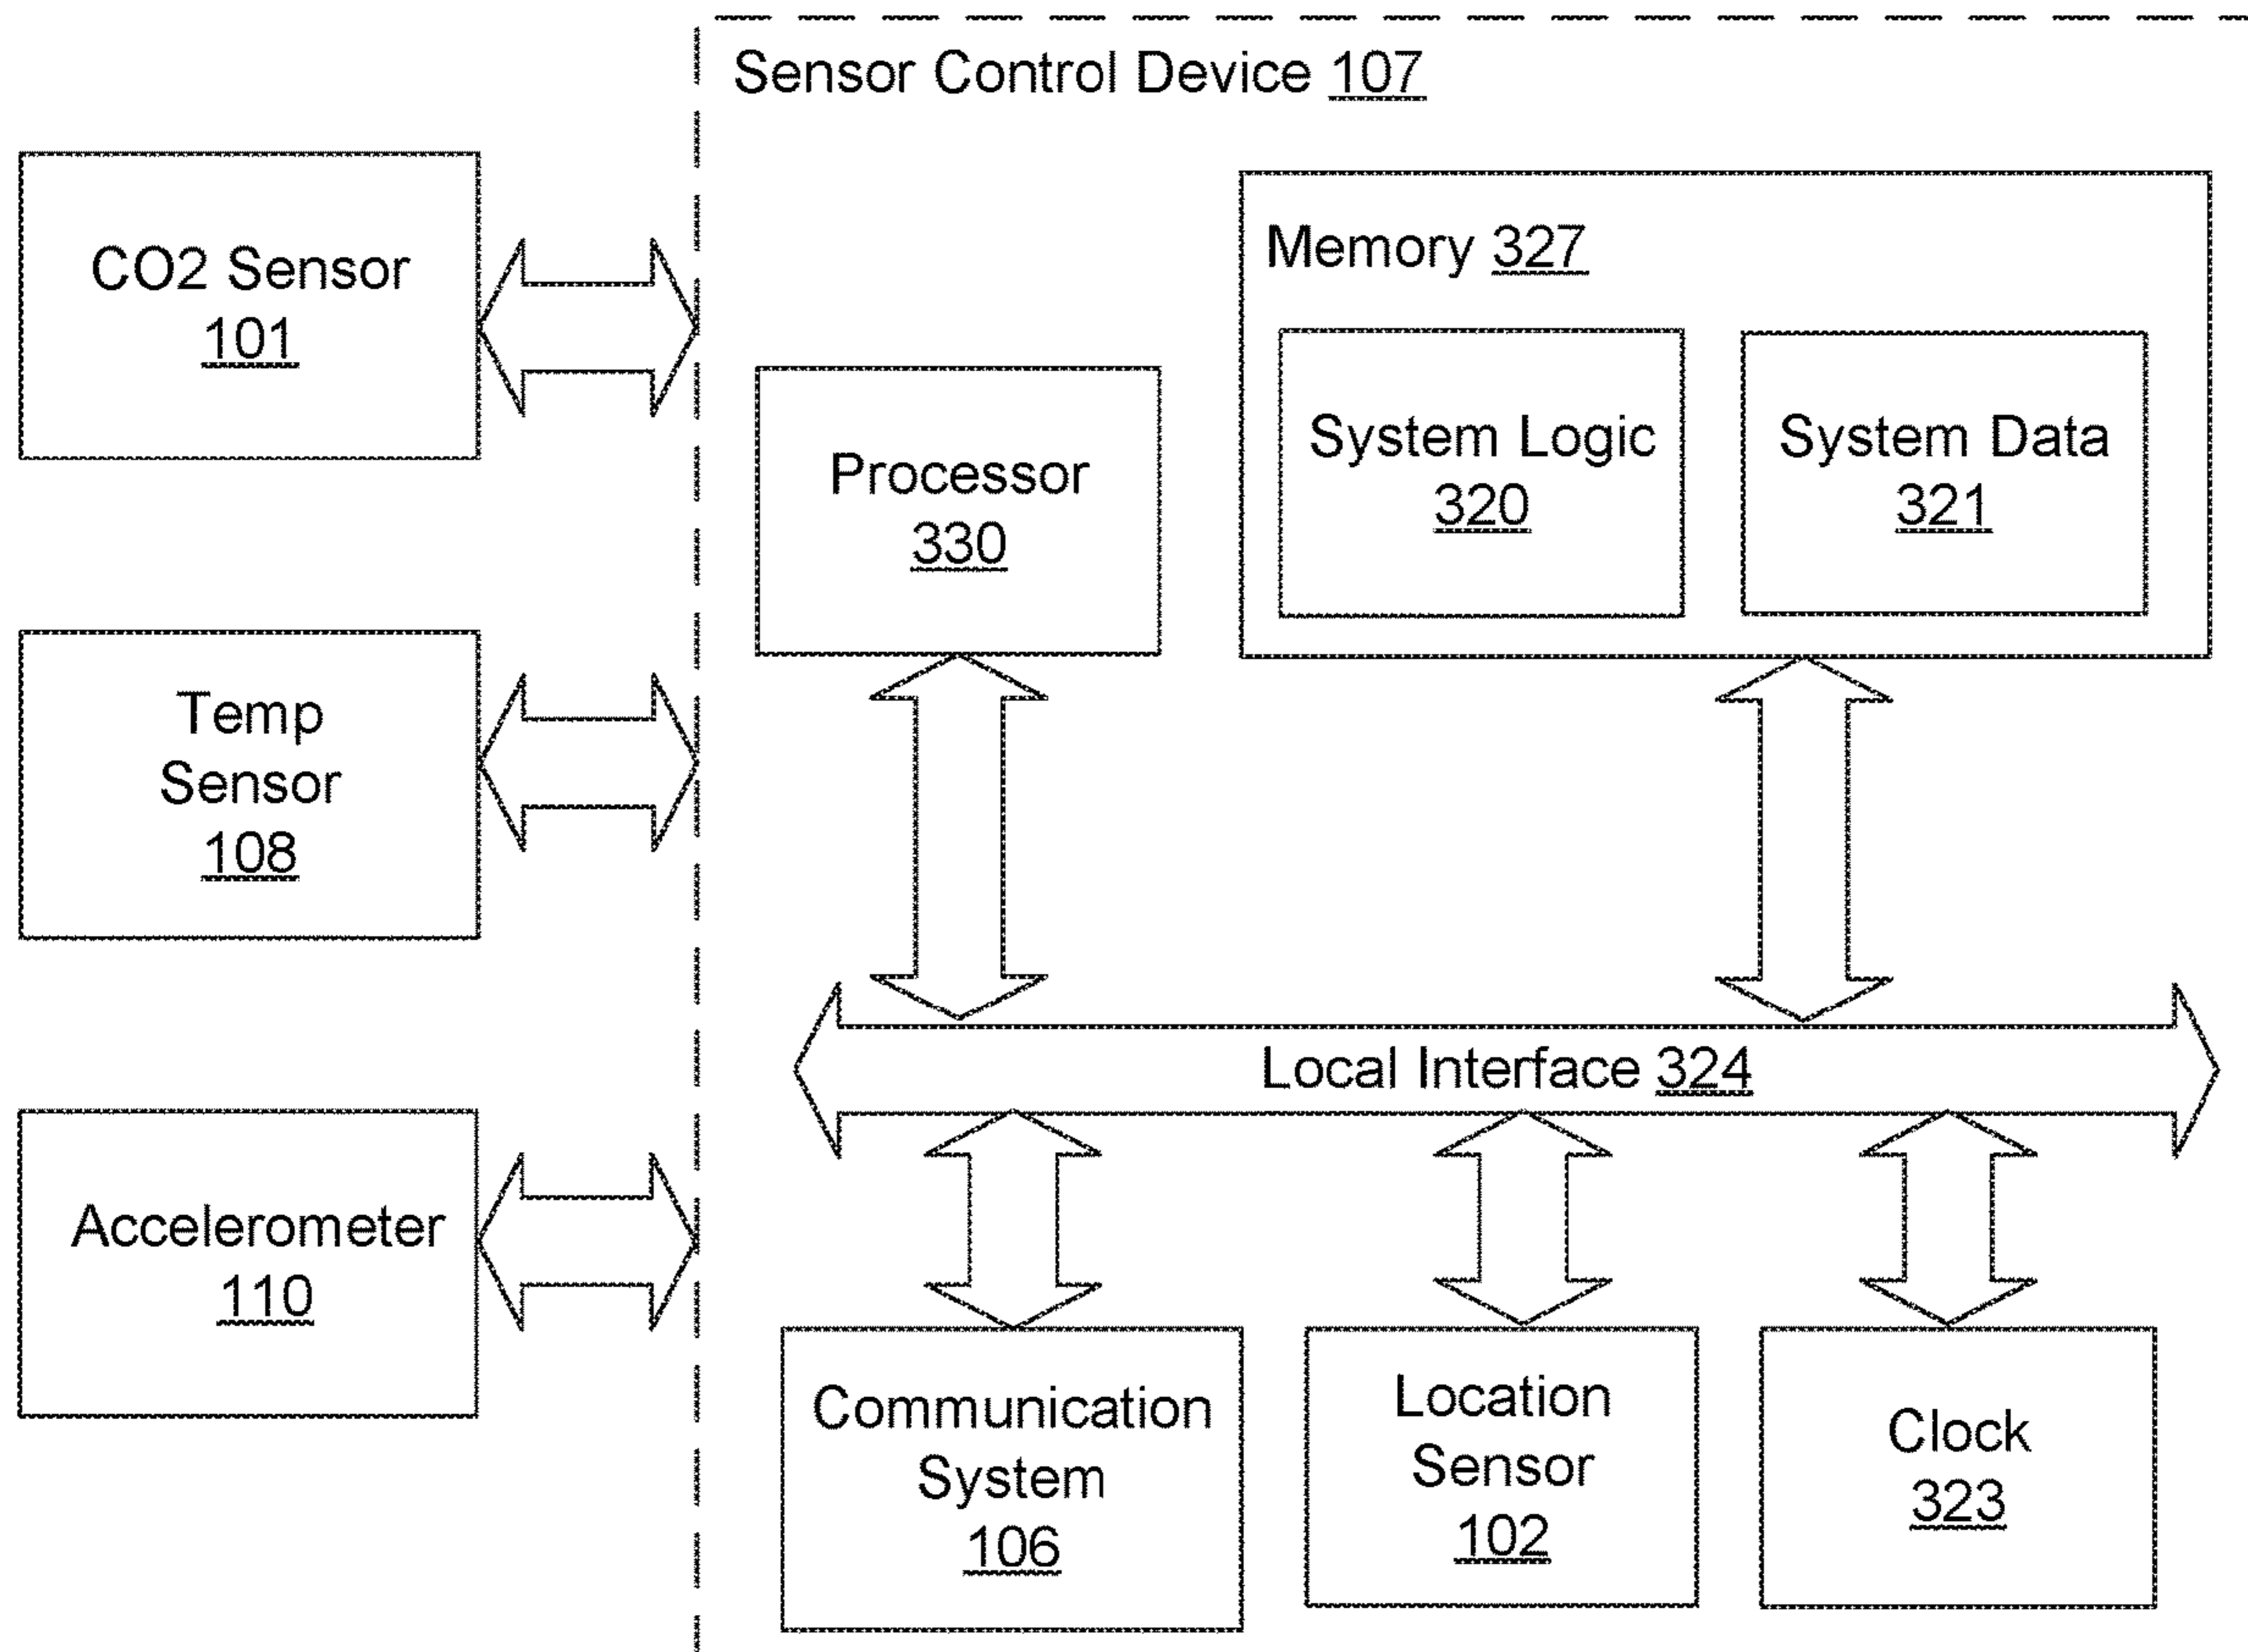 Sensor Control Device 107
CO2 Sensor
101
Memory 327
System Logic
320
System Data
321
Processor
330
Temp
Sensor
108
Local Interface 324
Accelerometer
110
Communication
System
106
Location
Sensor
102
Clock
323